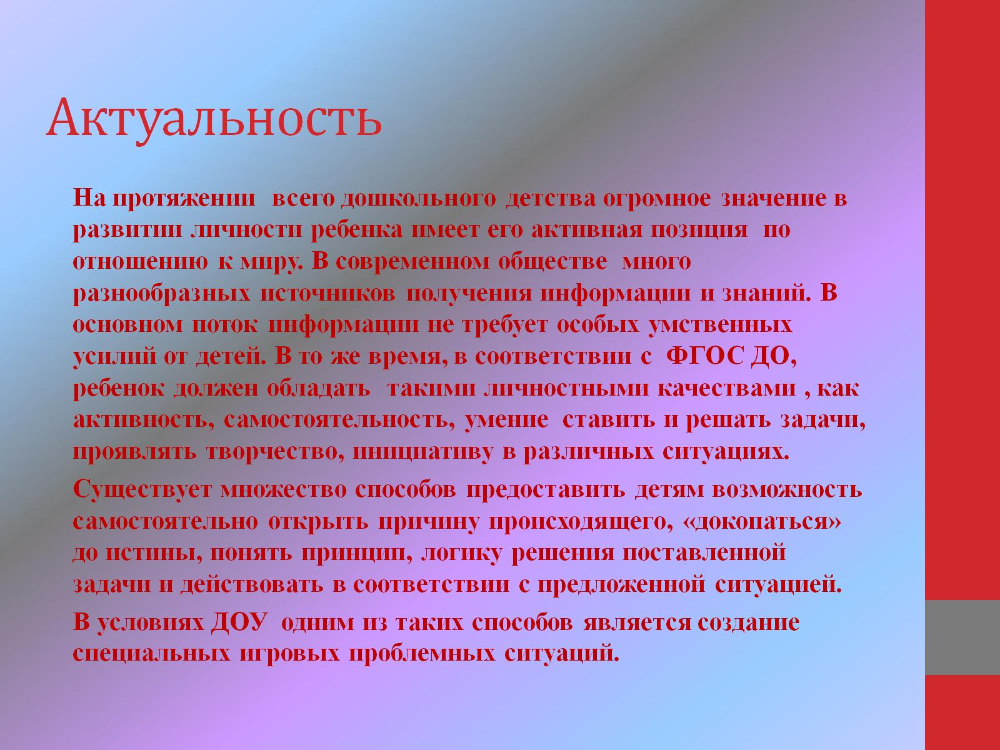 Актуальность
На протяжении всего дошкольного детства огромное значение в
развитии личности ребенка имеет его активная позиция по
отношению к миру. В современном обществе много
разнообразных источников получения информации и знаний. В
основном поток информации не требует особых умственных
усилий от детей. В то же время, в соответствии с ФГОС ДО,
ребенок должен обладать такими личностными качествами , как
активность, самостоятельность, умение ставить и решать задачи,
проявлять творчество, инициативу в различных ситуациях.
Существует множество способов предоставить детям возможность
самостоятельно открыть причину происходящего, «докопаться»
до истины, понять принцип, логику решения поставленной
задачи и действовать в соответствии с предложенной ситуацией.
В условиях ДОУ одним из таких способов является создание
специальных игровых проблемных ситуаций.